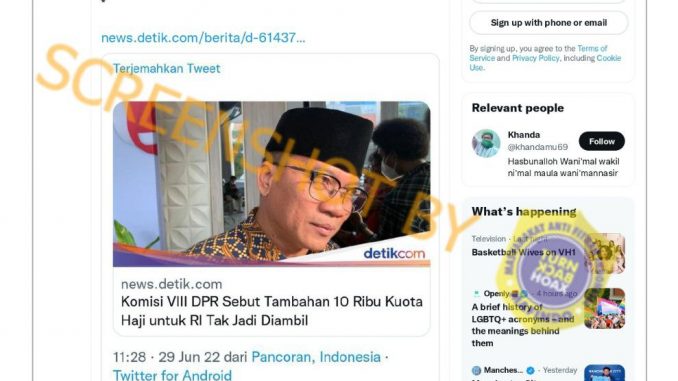 news.detik.com/berita/d-61437...
Terjemahkan Tweet
detikcom
news.detik.com
Komisi VIII DPR Sebut Tambahan 10 Ribu Kuota
Haji untuk RI Tak Jadi Diambil
11:28 · 29 Jun 22 dari Pancoran, Indonesia ·
Twitter for Android
SCREENSHOT BY
Sign up with phone or email
By signing up, you agree to the Terms of
Service and Privacy Policy, including Cookie
Use.
Relevant people
Khanda
@khandamu69
Follow
Hasbunalloh Wani'mal wakil
ni'mal maula wani'mannasir
What's happening
Television · Last night
Basketball Wives on VH1
Openly · 4 hours ago
A brief history of
LGBTQ+ acronyms – and
the meanings behind
them
Manches... · Yesterday
TURN
BACK
HOAX